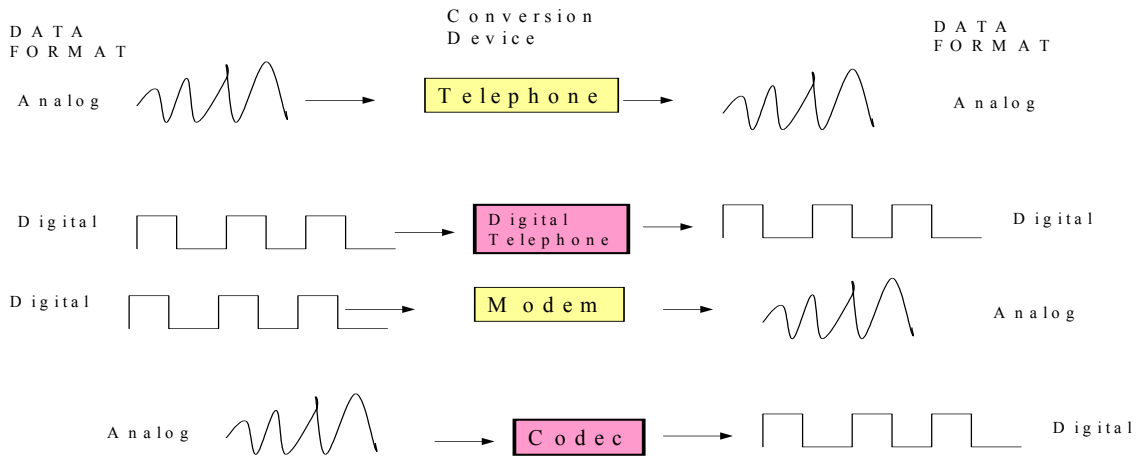 DATA
FORMAT
Conversion
Device
DATA
FORMAT
Analog
Telephone
Analog
Digital
Digital
Telephone
Digital
Digital
Modem
Analog
Analog
Codec
Digital